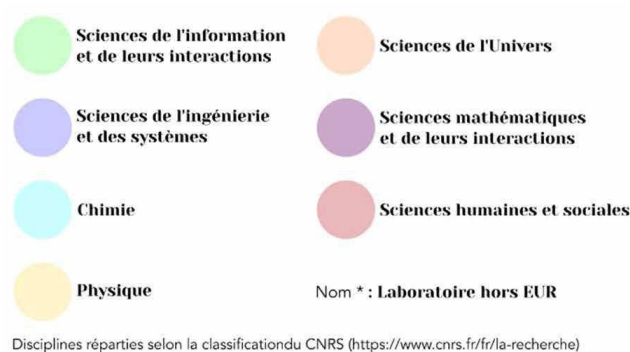 Sciences de l'information
et de leurs interactions
Sciences de l'Univers
Sciences de l'ingénierie
et des systèmes
Sciences mathématiques
et de leurs interactions
Chimie
Sciences humaines et sociales
Physique
Nom * : Laboratoire hors EUR
Disciplines réparties selon la classificationdu CNRS (https://www.cnrs.fr/fr/la-recherche)